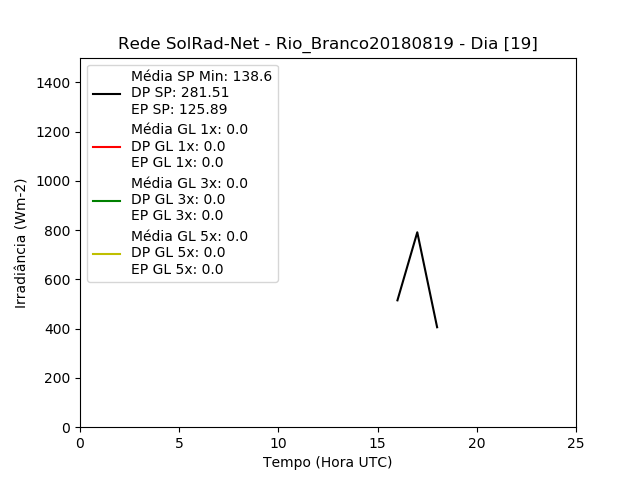 Rede SolRad-Net - Rio_Branco20180819 - Dia [19]
Média SP Min: 138.6
DP SP: 281.51
EP SP: 125.89
Média GL 1x: 0.0
DP GL 1x: 0.0
EP GL 1x: 0.0
Média GL 3x: 0.0
DP GL 3x: 0.0
EP GL 3x: 0.0
Média GL 5x: 0.0
DP GL 5x: 0.0
EP GL 5x: 0.0
Irradiância (Wm-2)
1400
1200
1000
800
600
400
200
0
0 5 10 15 20 25
Tempo (Hora UTC)